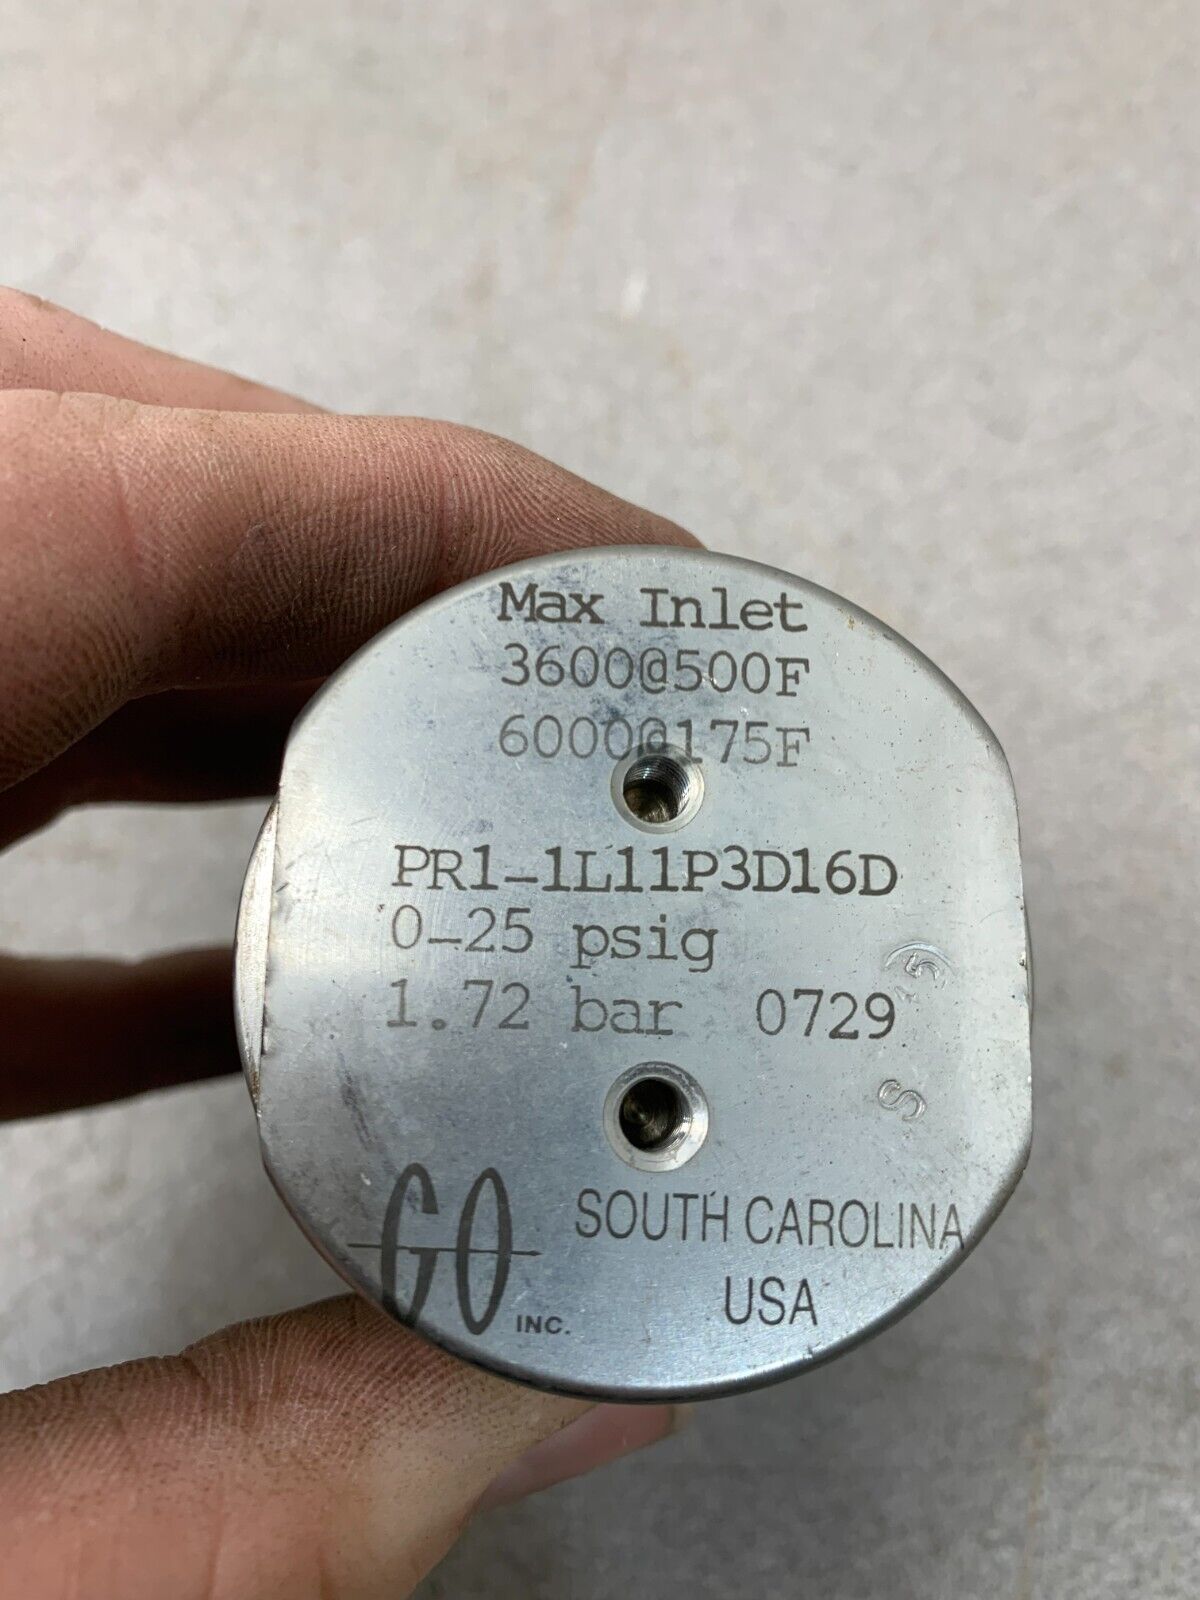 Max Inlet
3600@500F
6000@175F
PR1-1L11P3D16D
0-25 psig
1.72 bar 0729
S
GO INC.
SOUTH CAROLINA
USA